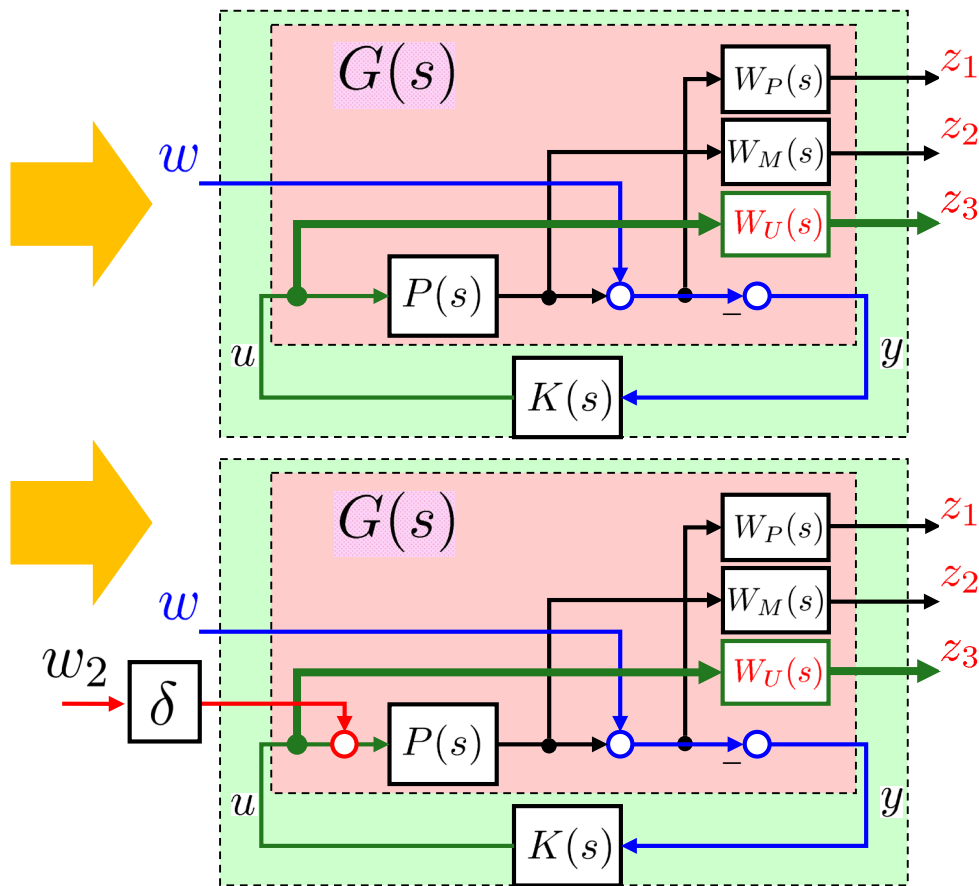 G(s)
W_P(s)
z_1
w
W_M(s)
z_2
W_U(s)
z_3
P(s)
−
u
y
K(s)
G(s)
W_P(s)
z_1
w
W_M(s)
z_2
w_2
δ
W_U(s)
z_3
P(s)
−
u
y
K(s)